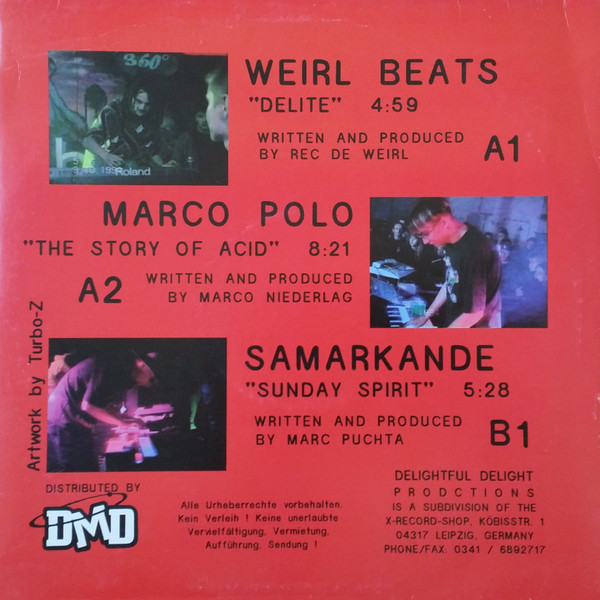 360°
Roland
WEIRL BEATS
"DELITE" 4:59
WRITTEN AND PRODUCED
BY REC DE WEIRL
A1
MARCO POLO
"THE STORY OF ACID" 8:21
A2
WRITTEN AND PRODUCED
BY MARCO NIEDERLAG
Artwork by Turbo-Z
SAMARKANDE
"SUNDAY SPIRIT" 5:28
WRITTEN AND PRODUCED
BY MARC PUCHTA
B1
DISTRIBUTED BY
DMD
Alle Urheberrechte vorbehalten.
Kein Verleih ! Keine unerlaubte
Vervielfältigung, Vermietung,
Aufführung, Sendung !
DELIGHTFUL DELIGHT
PRODCTIONS
IS A SUBDIVISION OF THE
X-RECORD-SHOP, KÖBISSTR. 1
04317 LEIPZIG, GERMANY
PHONE/FAX: 0341 / 6892717